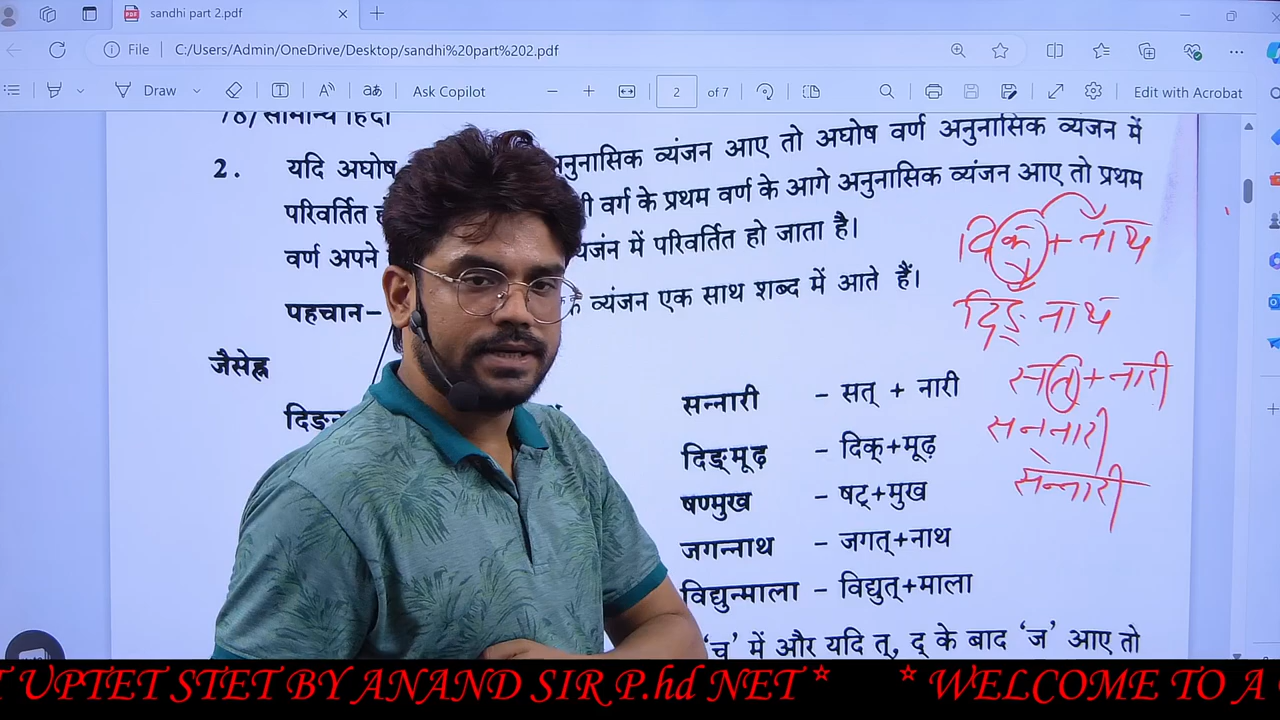 sandhi part 2.pdf
File C:/Users/Admin/OneDrive/Desktop/sandhi%20part%202.pdf
Draw Ask Copilot 2 of 7 Edit with Acrobat
78/सामान्य हिंदी
2. यदि अघोष अनुनासिक व्यंजन आए तो अघोष वर्ण अनुनासिक व्यंजन में
परिवर्तित वर्ग के प्रथम वर्ण के आगे अनुनासिक व्यंजन आए तो प्रथम
वर्ण अपने में परिवर्तित हो जाता है।
पहचान– व्यंजन एक साथ शब्द में आते हैं।
जैसेह्न
सन्नारी – सत् + नारी
दिङ्मूढ़ – दिक्+मूढ़
षण्मुख – षट्+मुख
जगन्नाथ – जगत्+नाथ
विद्युन्माला – विद्युत्+माला
'च' में और यदि त्, द् के बाद 'ज' आए तो
दिक् + नाथ
दिङ् नाथ
सत् + नारी
सन् नारी
सन्नारी
UPTET STET BY ANAND SIR P.hd NET * * WELCOME TO A